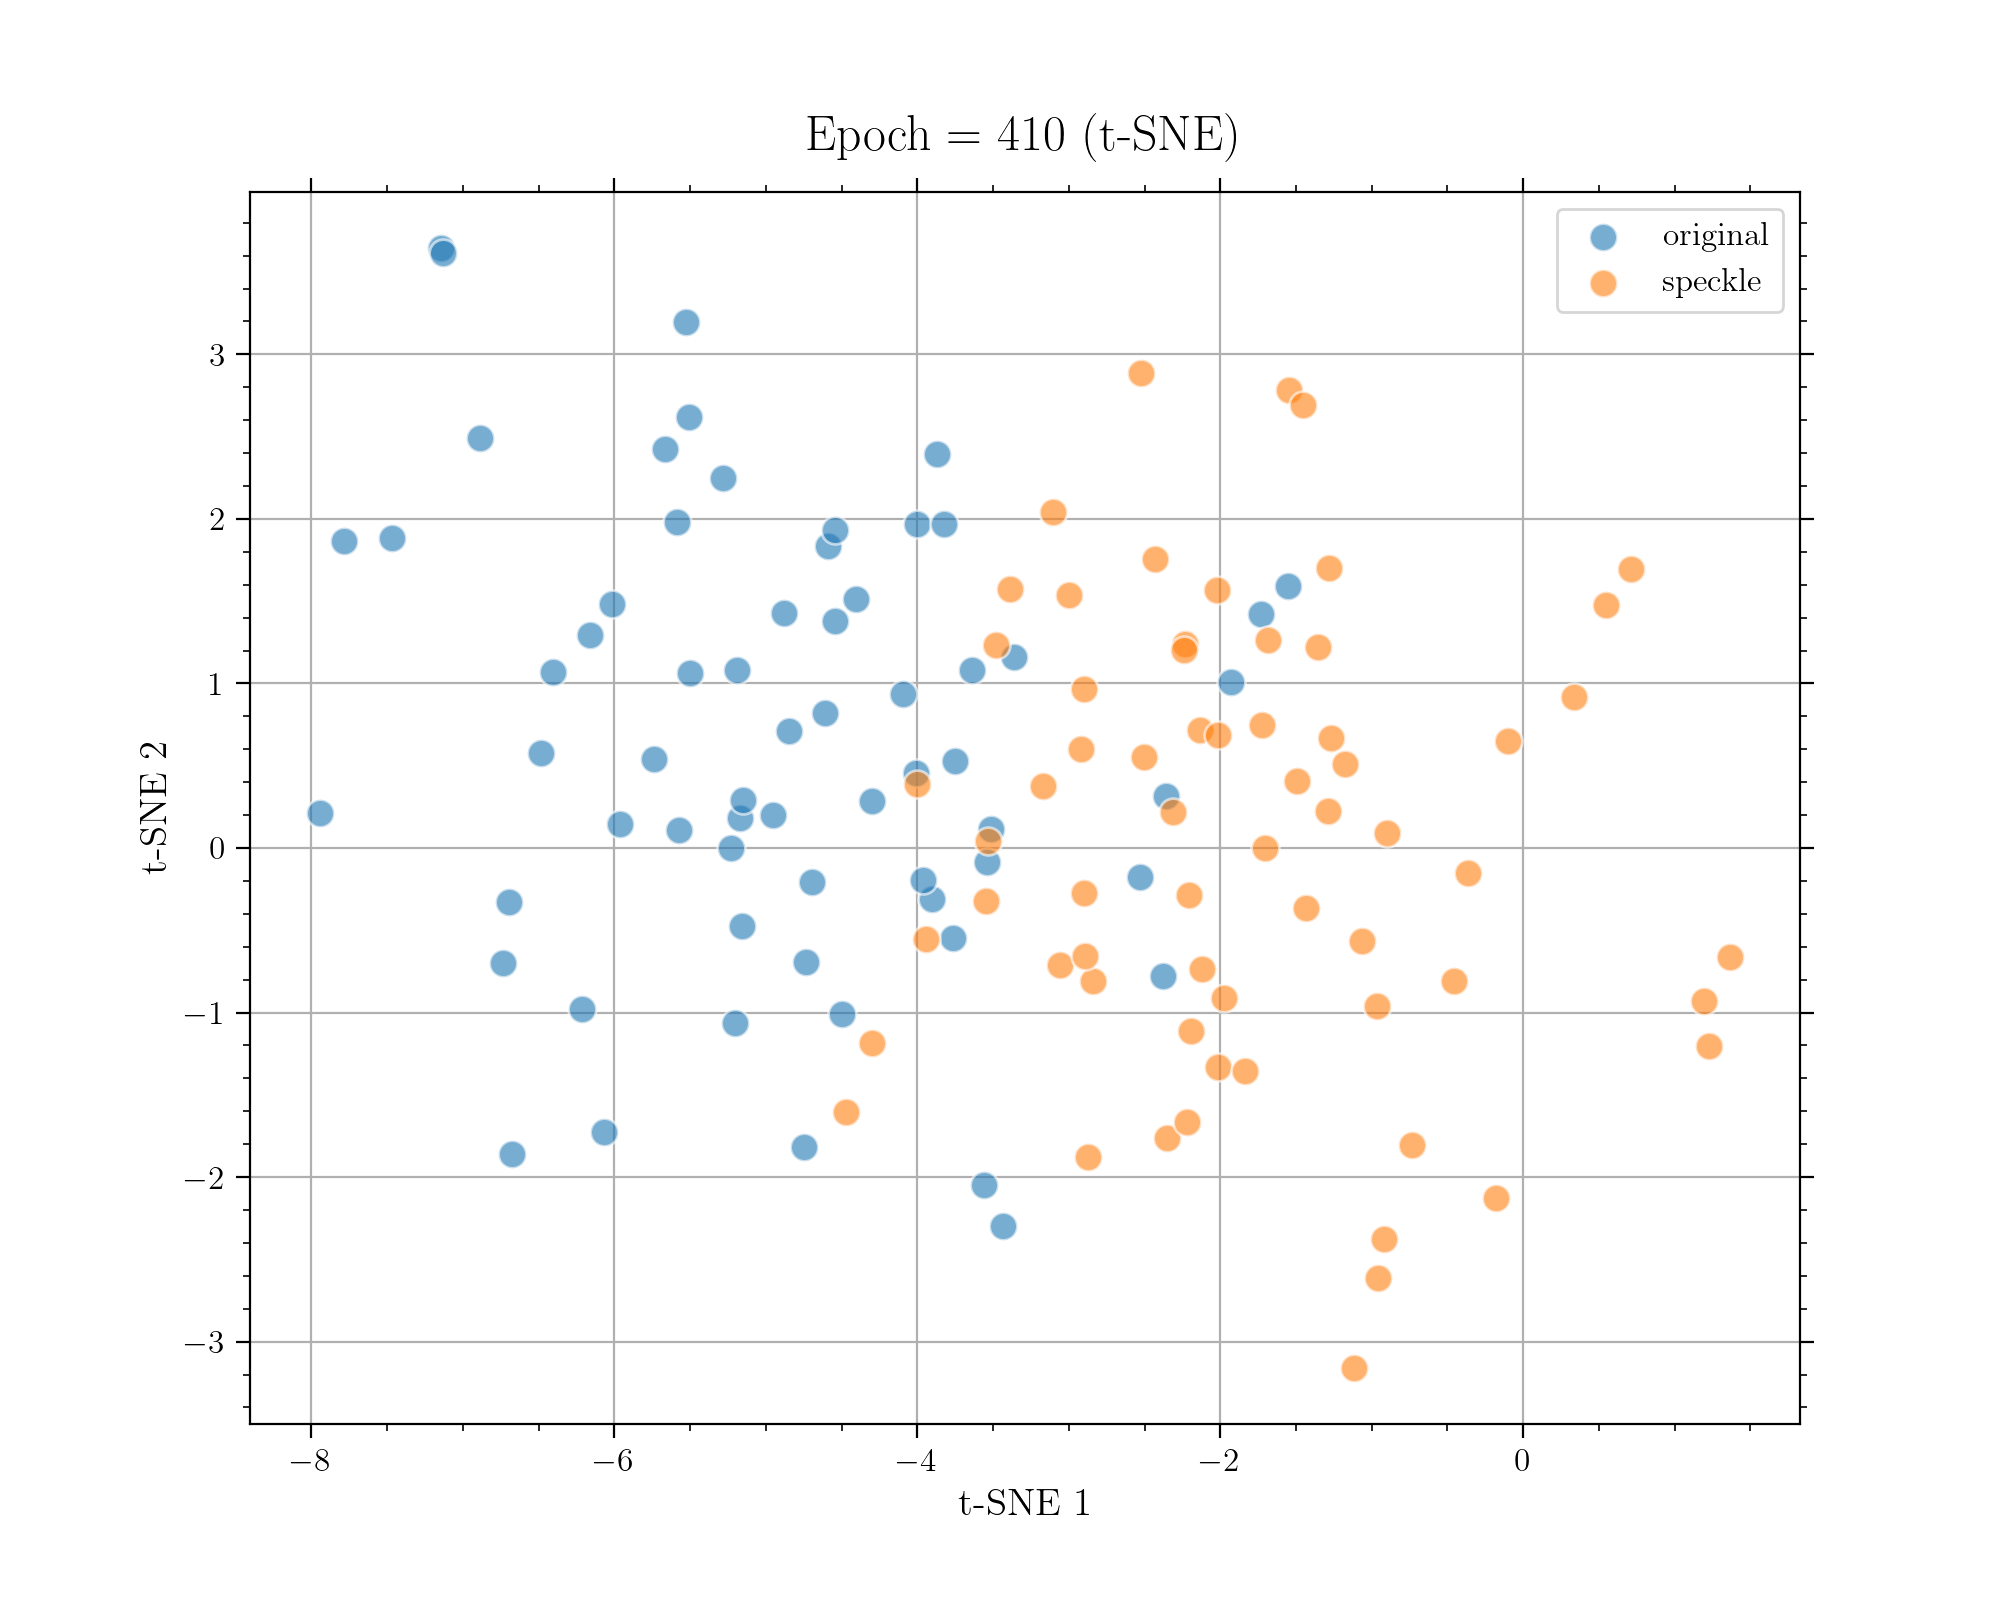 Epoch = 410 (t-SNE)
original
speckle
3
2
1
0
−1
−2
−3
t-SNE 2
−8
−6
−4
−2
0
t-SNE 1